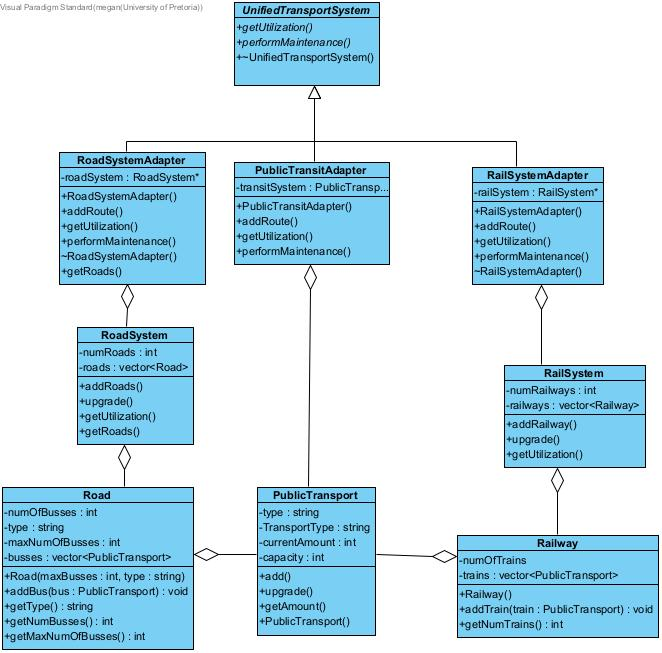 Visual Paradigm Standard(megan(University of Pretoria))
UnifiedTransportSystem
+getUtilization()
+performMaintenance()
+~UnifiedTransportSystem()
RoadSystemAdapter
-roadSystem : RoadSystem*
+RoadSystemAdapter()
+addRoute()
+getUtilization()
+performMaintenance()
~RoadSystemAdapter()
+getRoads()
PublicTransitAdapter
-transitSystem : PublicTransp...
+PublicTransitAdapter()
+addRoute()
+getUtilization()
+performMaintenance()
RailSystemAdapter
-railSystem : RailSystem*
+RailSystemAdapter()
+addRoute()
+getUtilization()
+performMaintenance()
~RailSystemAdapter()
RoadSystem
-numRoads : int
-roads : vector<Road>
+addRoads()
+upgrade()
+getUtilization()
+getRoads()
RailSystem
-numRailways : int
-railways : vector<Railway>
+addRailway()
+upgrade()
+getUtilization()
Road
-numOfBusses : int
-type : string
-maxNumOfBusses : int
-busses : vector<PublicTransport>
+Road(maxBusses : int, type : string)
+addBus(bus : PublicTransport) : void
+getType() : string
+getNumBusses() : int
+getMaxNumOfBusses() : int
PublicTransport
-type : string
-TransportType : string
-currentAmount : int
-capacity : int
+add()
+upgrade()
+getAmount()
+PublicTransport()
Railway
-numOfTrains
-trains : vector<PublicTransport>
+Railway()
+addTrain(train : PublicTransport) : void
+getNumTrains() : int